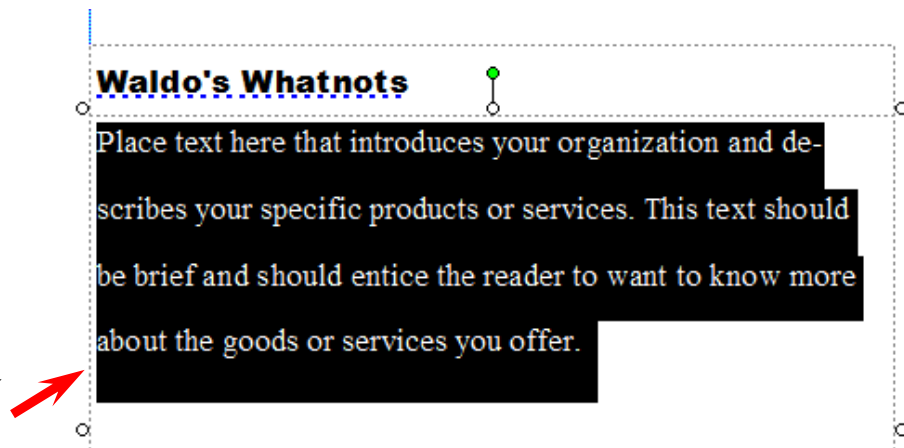 Waldo's Whatnots
Place text here that introduces your organization and de-
scribes your specific products or services. This text should
be brief and should entice the reader to want to know more
about the goods or services you offer.